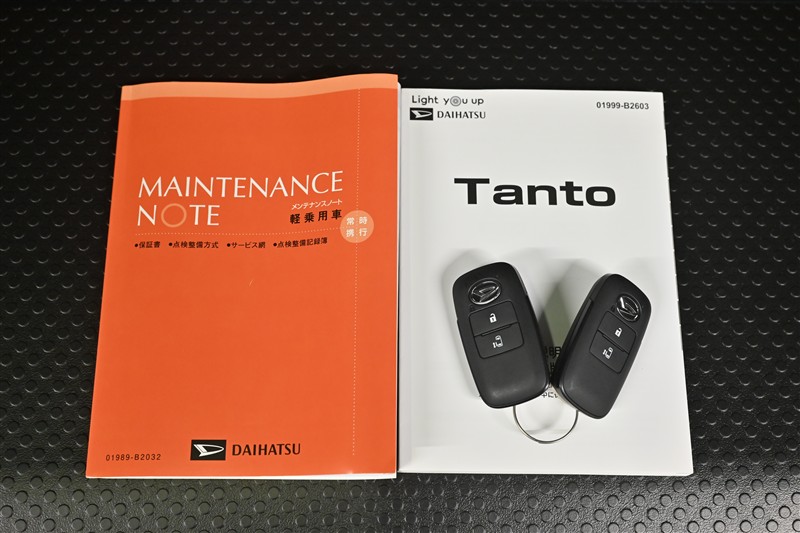 MAINTENANCE
NOTE
メンテナンスノート
軽乗用車
常時
携行
●保証書 ●点検整備方式 ●サービス網 ●点検整備記録簿
01989-B2032
DAIHATSU
Light you up
DAIHATSU
01999-B2603
Tanto